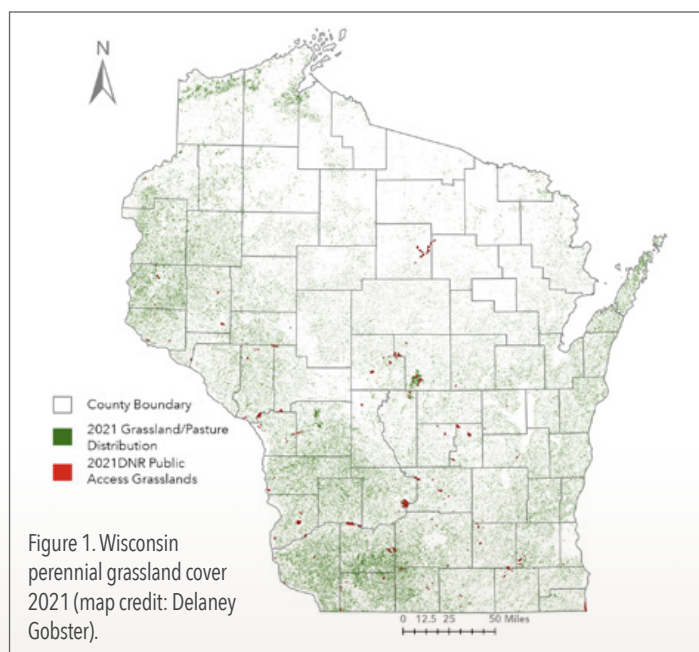 N
County Boundary
2021 Grassland/Pasture
Distribution
2021DNR Public
Access Grasslands
Figure 1. Wisconsin
perennial grassland cover
2021 (map credit: Delaney
Gobster).
0 12.5 25 50 Miles